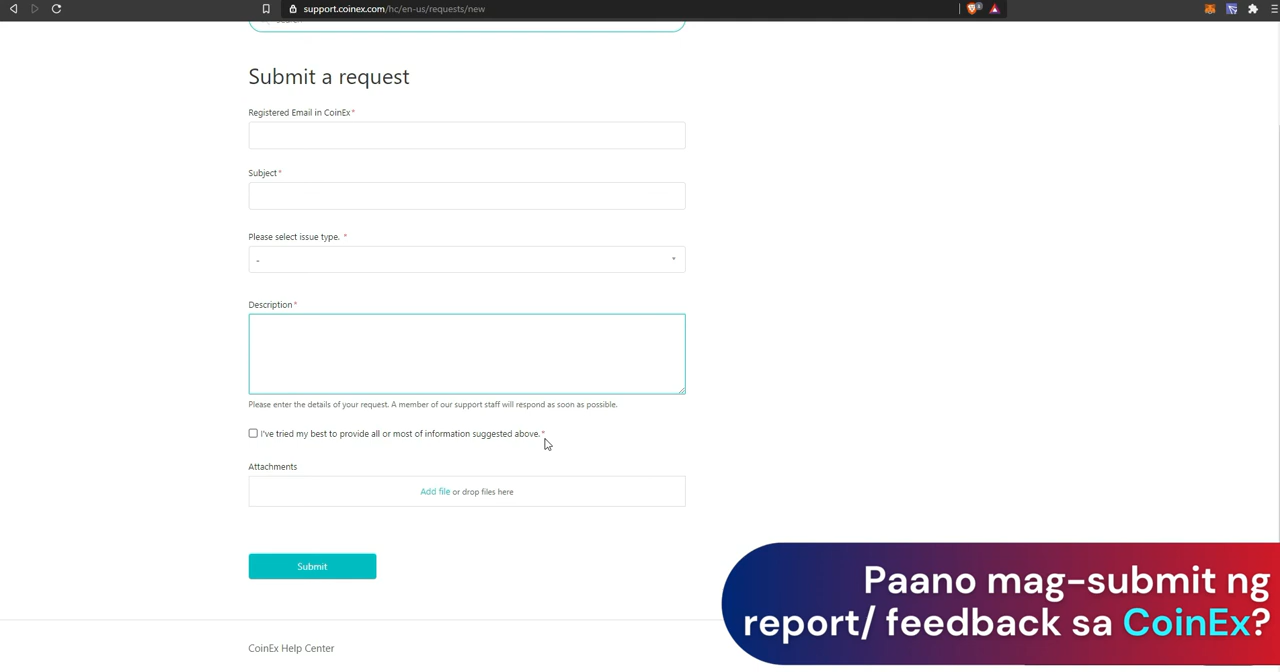 support.coinex.com/hc/en-us/requests/new
Submit a request
Registered Email in CoinEx*
Subject*
Please select issue type. *
-
Description*
Please enter the details of your request. A member of our support staff will respond as soon as possible.
I've tried my best to provide all or most of information suggested above.*
Attachments
Add file or drop files here
Submit
Paano mag-submit ng
report/ feedback sa CoinEx?
CoinEx Help Center